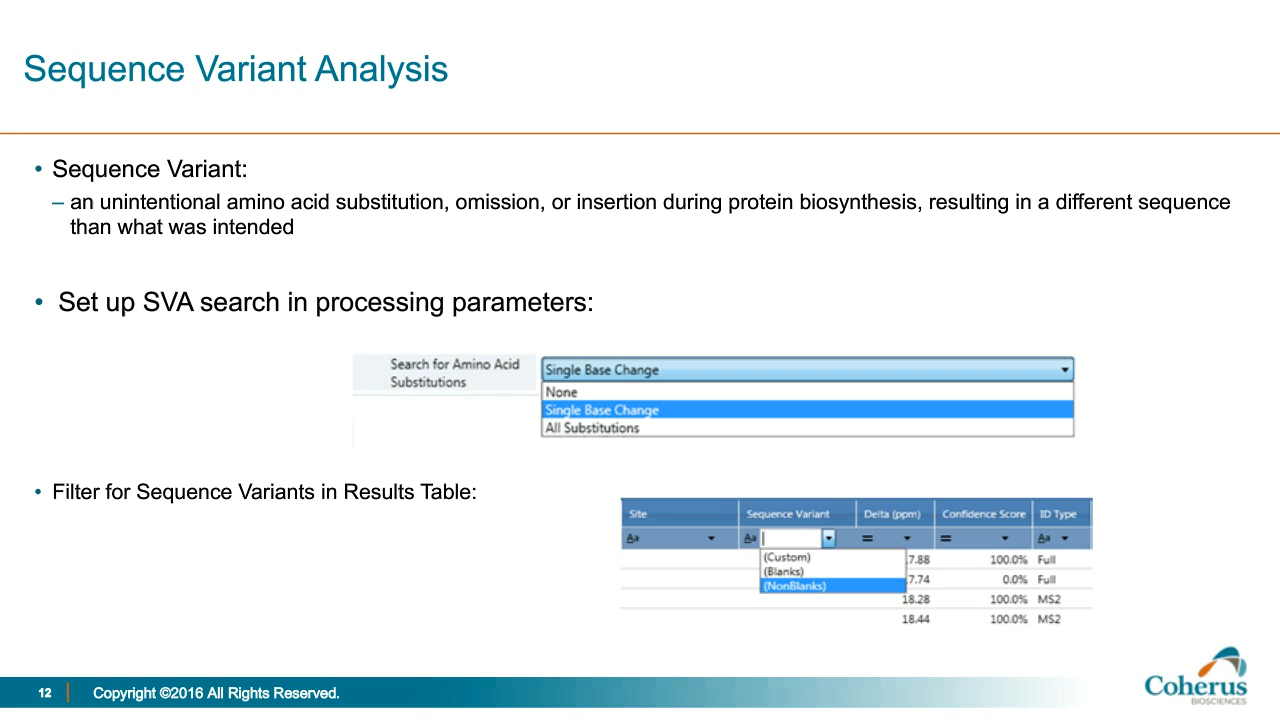 Sequence Variant Analysis
• Sequence Variant:
– an unintentional amino acid substitution, omission, or insertion during protein biosynthesis, resulting in a different sequence
than what was intended
• Set up SVA search in processing parameters:
Search for Amino Acid
Substitutions
Single Base Change
None
Single Base Change
All Substitutions
• Filter for Sequence Variants in Results Table:
Site Sequence Variant Delta (ppm) Confidence Score ID Type
Aa Aa = = Aa
(Custom)
(Blanks)
(NonBlanks)
7.88 100.0% Full
7.74 0.0% Full
18.28 100.0% MS2
18.44 100.0% MS2
12 Copyright ©2016 All Rights Reserved.
Coherus
BIOSCIENCES